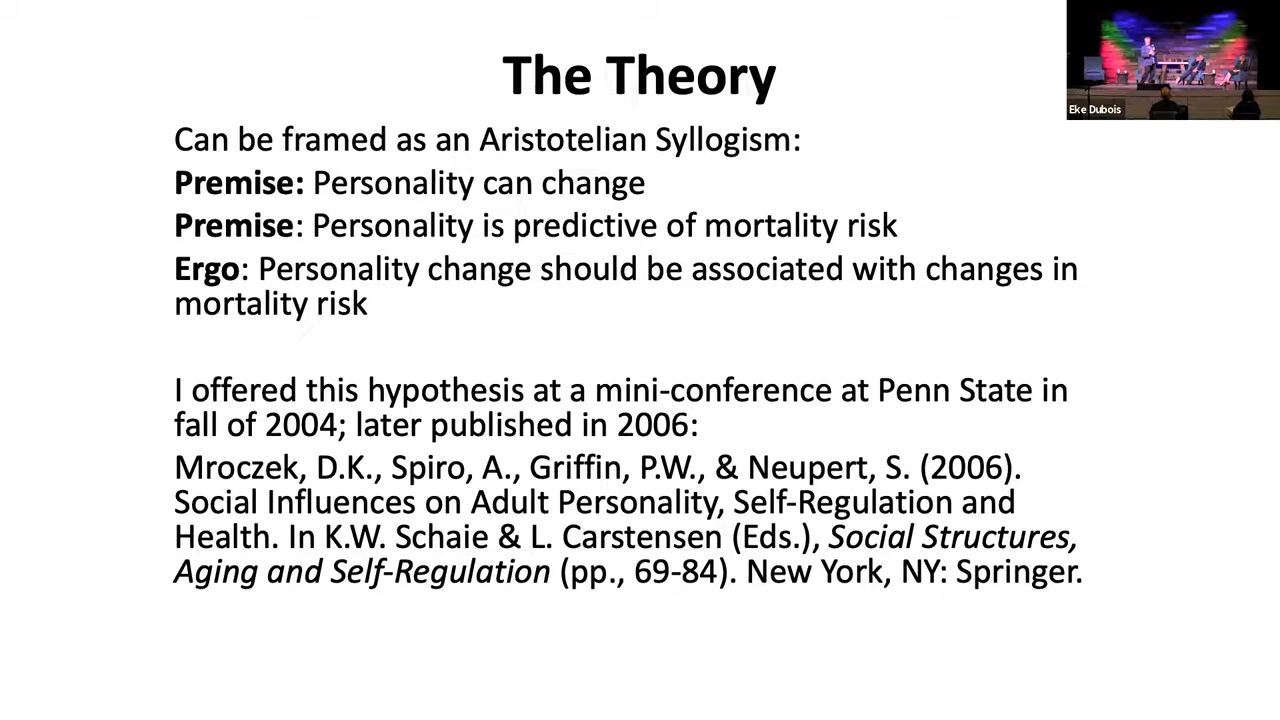 The Theory
Eke Dubois
Can be framed as an Aristotelian Syllogism:
Premise: Personality can change
Premise: Personality is predictive of mortality risk
Ergo: Personality change should be associated with changes in
mortality risk
I offered this hypothesis at a mini-conference at Penn State in
fall of 2004; later published in 2006:
Mroczek, D.K., Spiro, A., Griffin, P.W., & Neupert, S. (2006).
Social Influences on Adult Personality, Self-Regulation and
Health. In K.W. Schaie & L. Carstensen (Eds.), Social Structures,
Aging and Self-Regulation (pp., 69-84). New York, NY: Springer.